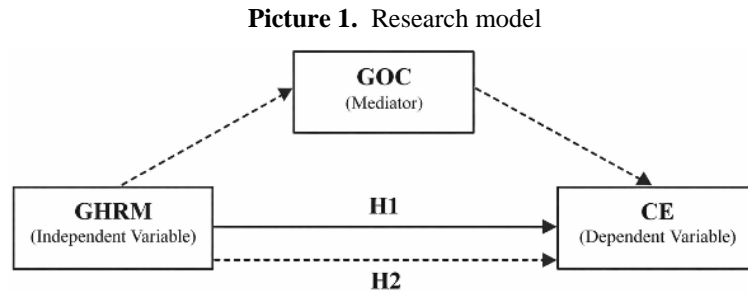 Picture 1. Research model
GOC
(Mediator)
GHRM
(Independent Variable)
H1
CE
(Dependent Variable)
H2